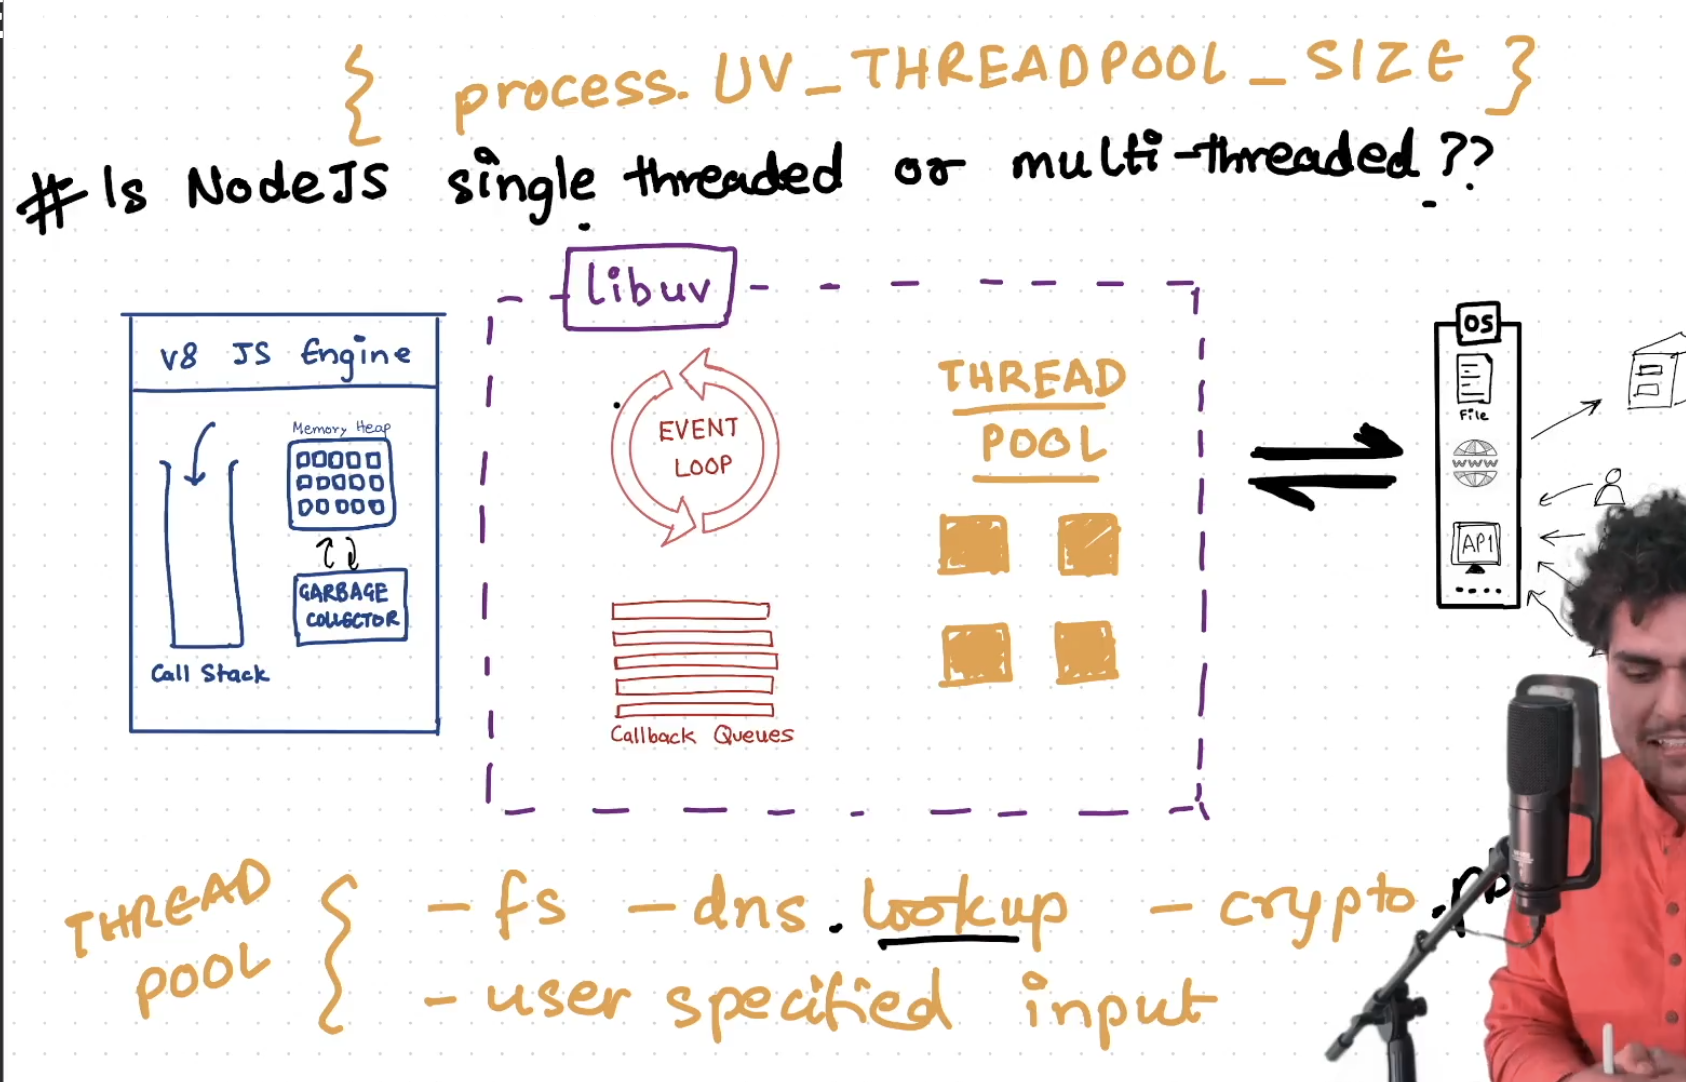 { process. UV_THREADPOOL_SIZE }
# Is NodeJS single threaded or multi-threaded ??
libuv
V8 JS Engine
Memory Heap
GARBAGE
COLLECTOR
Call Stack
EVENT
LOOP
Callback Queues
THREAD
POOL
OS
File
WWW
API
THREAD
POOL
{
- fs - dns . lookup - crypto.
- user specified input